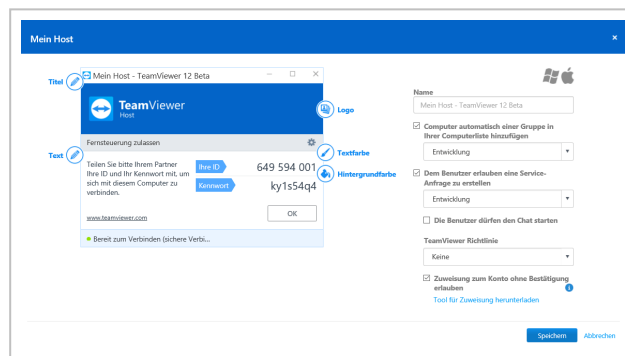 Mein Host
×
Titel
Mein Host - TeamViewer 12 Beta
TeamViewer
Host
Logo
Fernsteuerung zulassen
Textfarbe
Text
Teilen Sie bitte Ihrem Partner
Ihre ID und Ihr Kennwort mit, um
sich mit diesem Computer zu
verbinden.
Ihre ID
649 594 001
Hintergrundfarbe
Kennwort
ky1s54q4
www.teamviewer.com
OK
Bereit zum Verbinden (sichere Verbi...
Name
Mein Host - TeamViewer 12 Beta
Computer automatisch einer Gruppe in
Ihrer Computerliste hinzufügen
Entwicklung
Dem Benutzer erlauben eine Service-
Anfrage zu erstellen
Entwicklung
Die Benutzer dürfen den Chat starten
TeamViewer Richtlinie
Keine
Zuweisung zum Konto ohne Bestätigung
erlauben
Tool für Zuweisung herunterladen
Speichern
Abbrechen